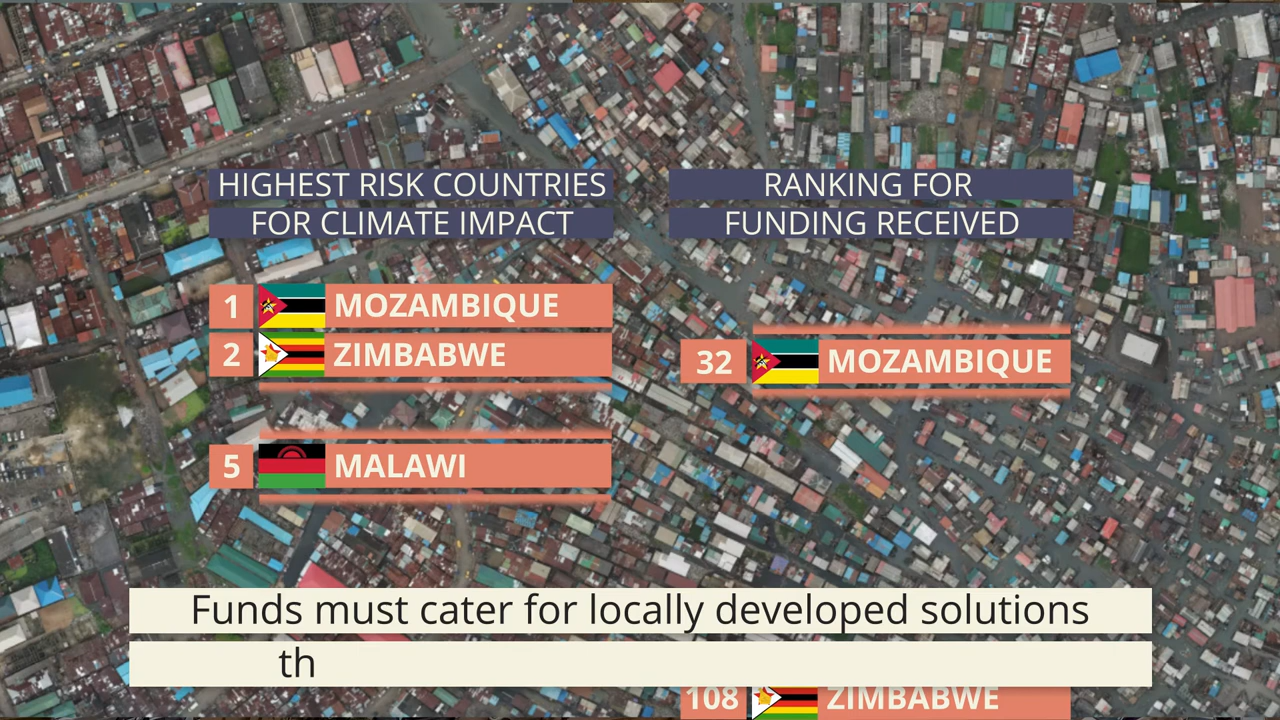 HIGHEST RISK COUNTRIES
FOR CLIMATE IMPACT
1 MOZAMBIQUE
2 ZIMBABWE
5 MALAWI
RANKING FOR
FUNDING RECEIVED
32 MOZAMBIQUE
108 ZIMBABWE
Funds must cater for locally developed solutions
th